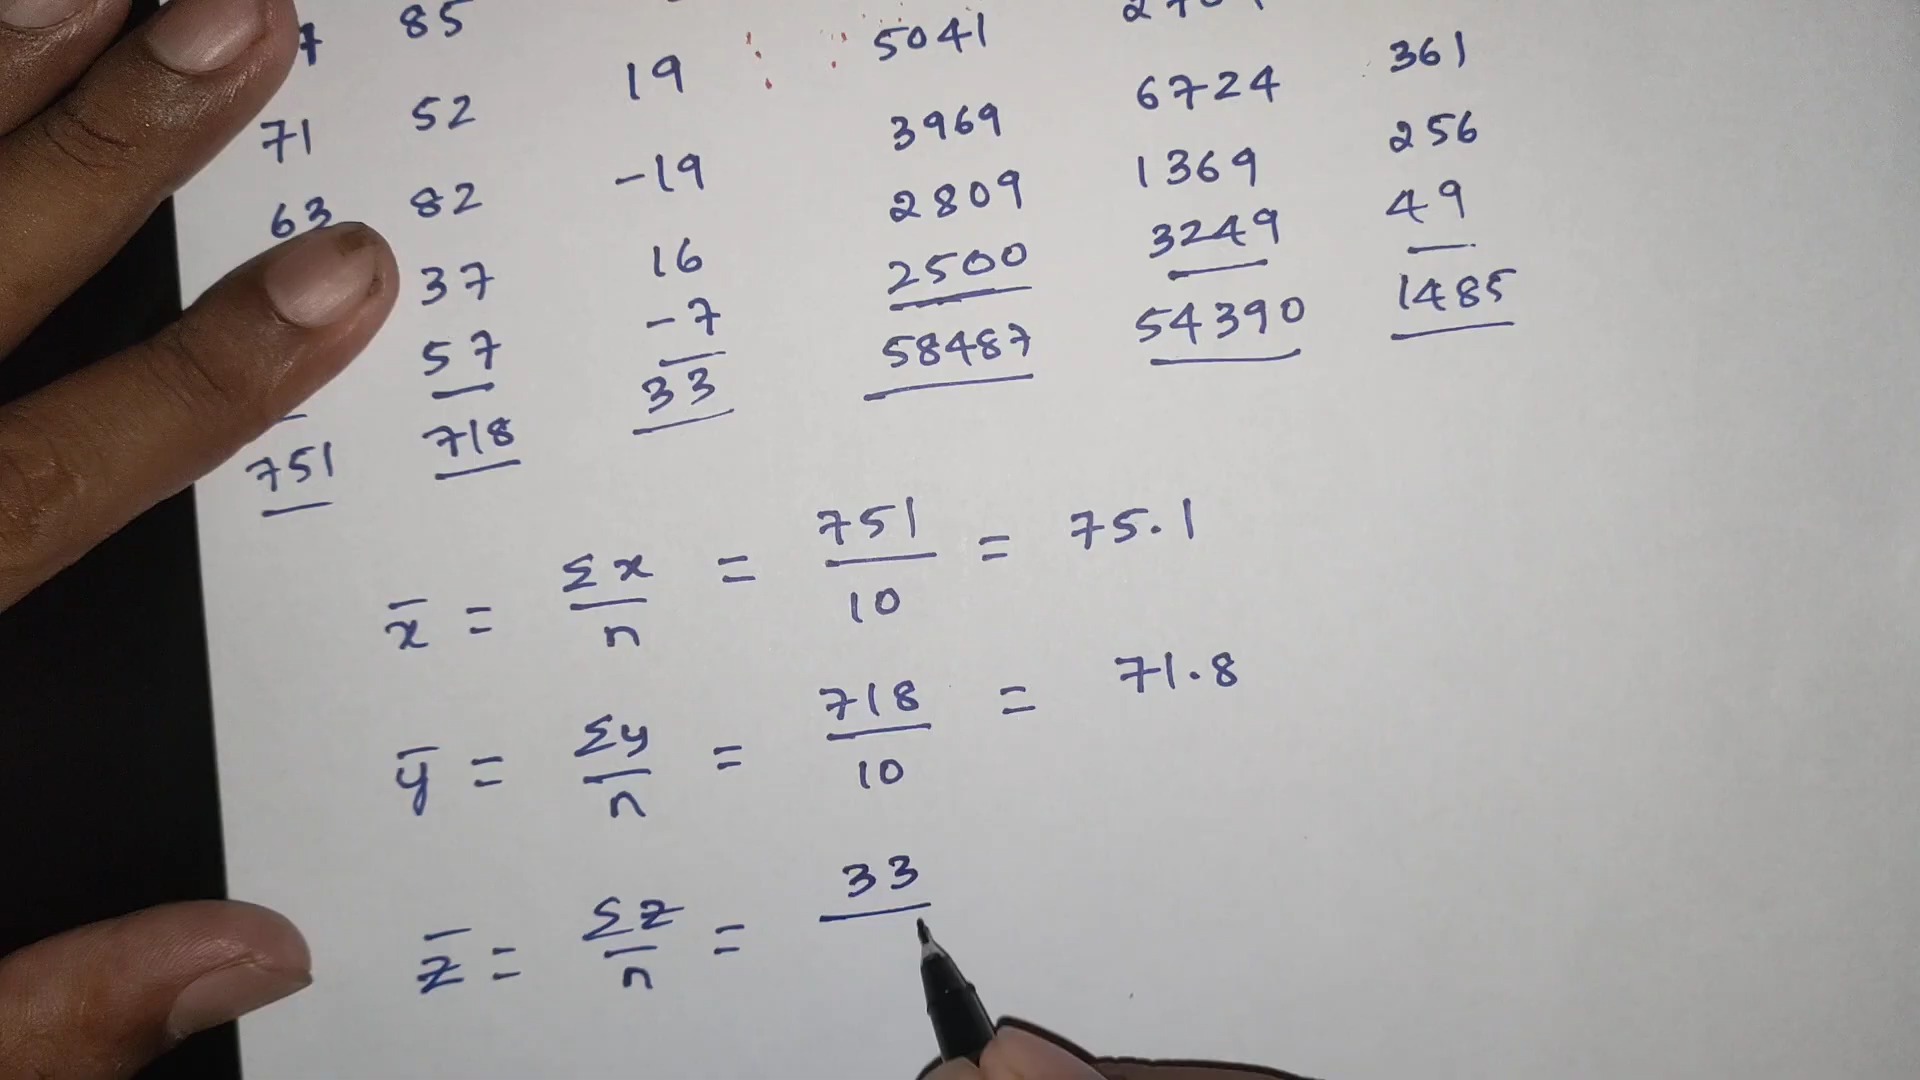 85 19 5041 361
71 52 -19 3969 6724 256
63 82 16 2809 1369 49
37 -7 2500 3249 1485
57 33 58487 54390
751 718
x̄ = Σx/n = 751/10 = 75.1
ȳ = Σy/n = 718/10 = 71.8
z̄ = Σz/n = 33